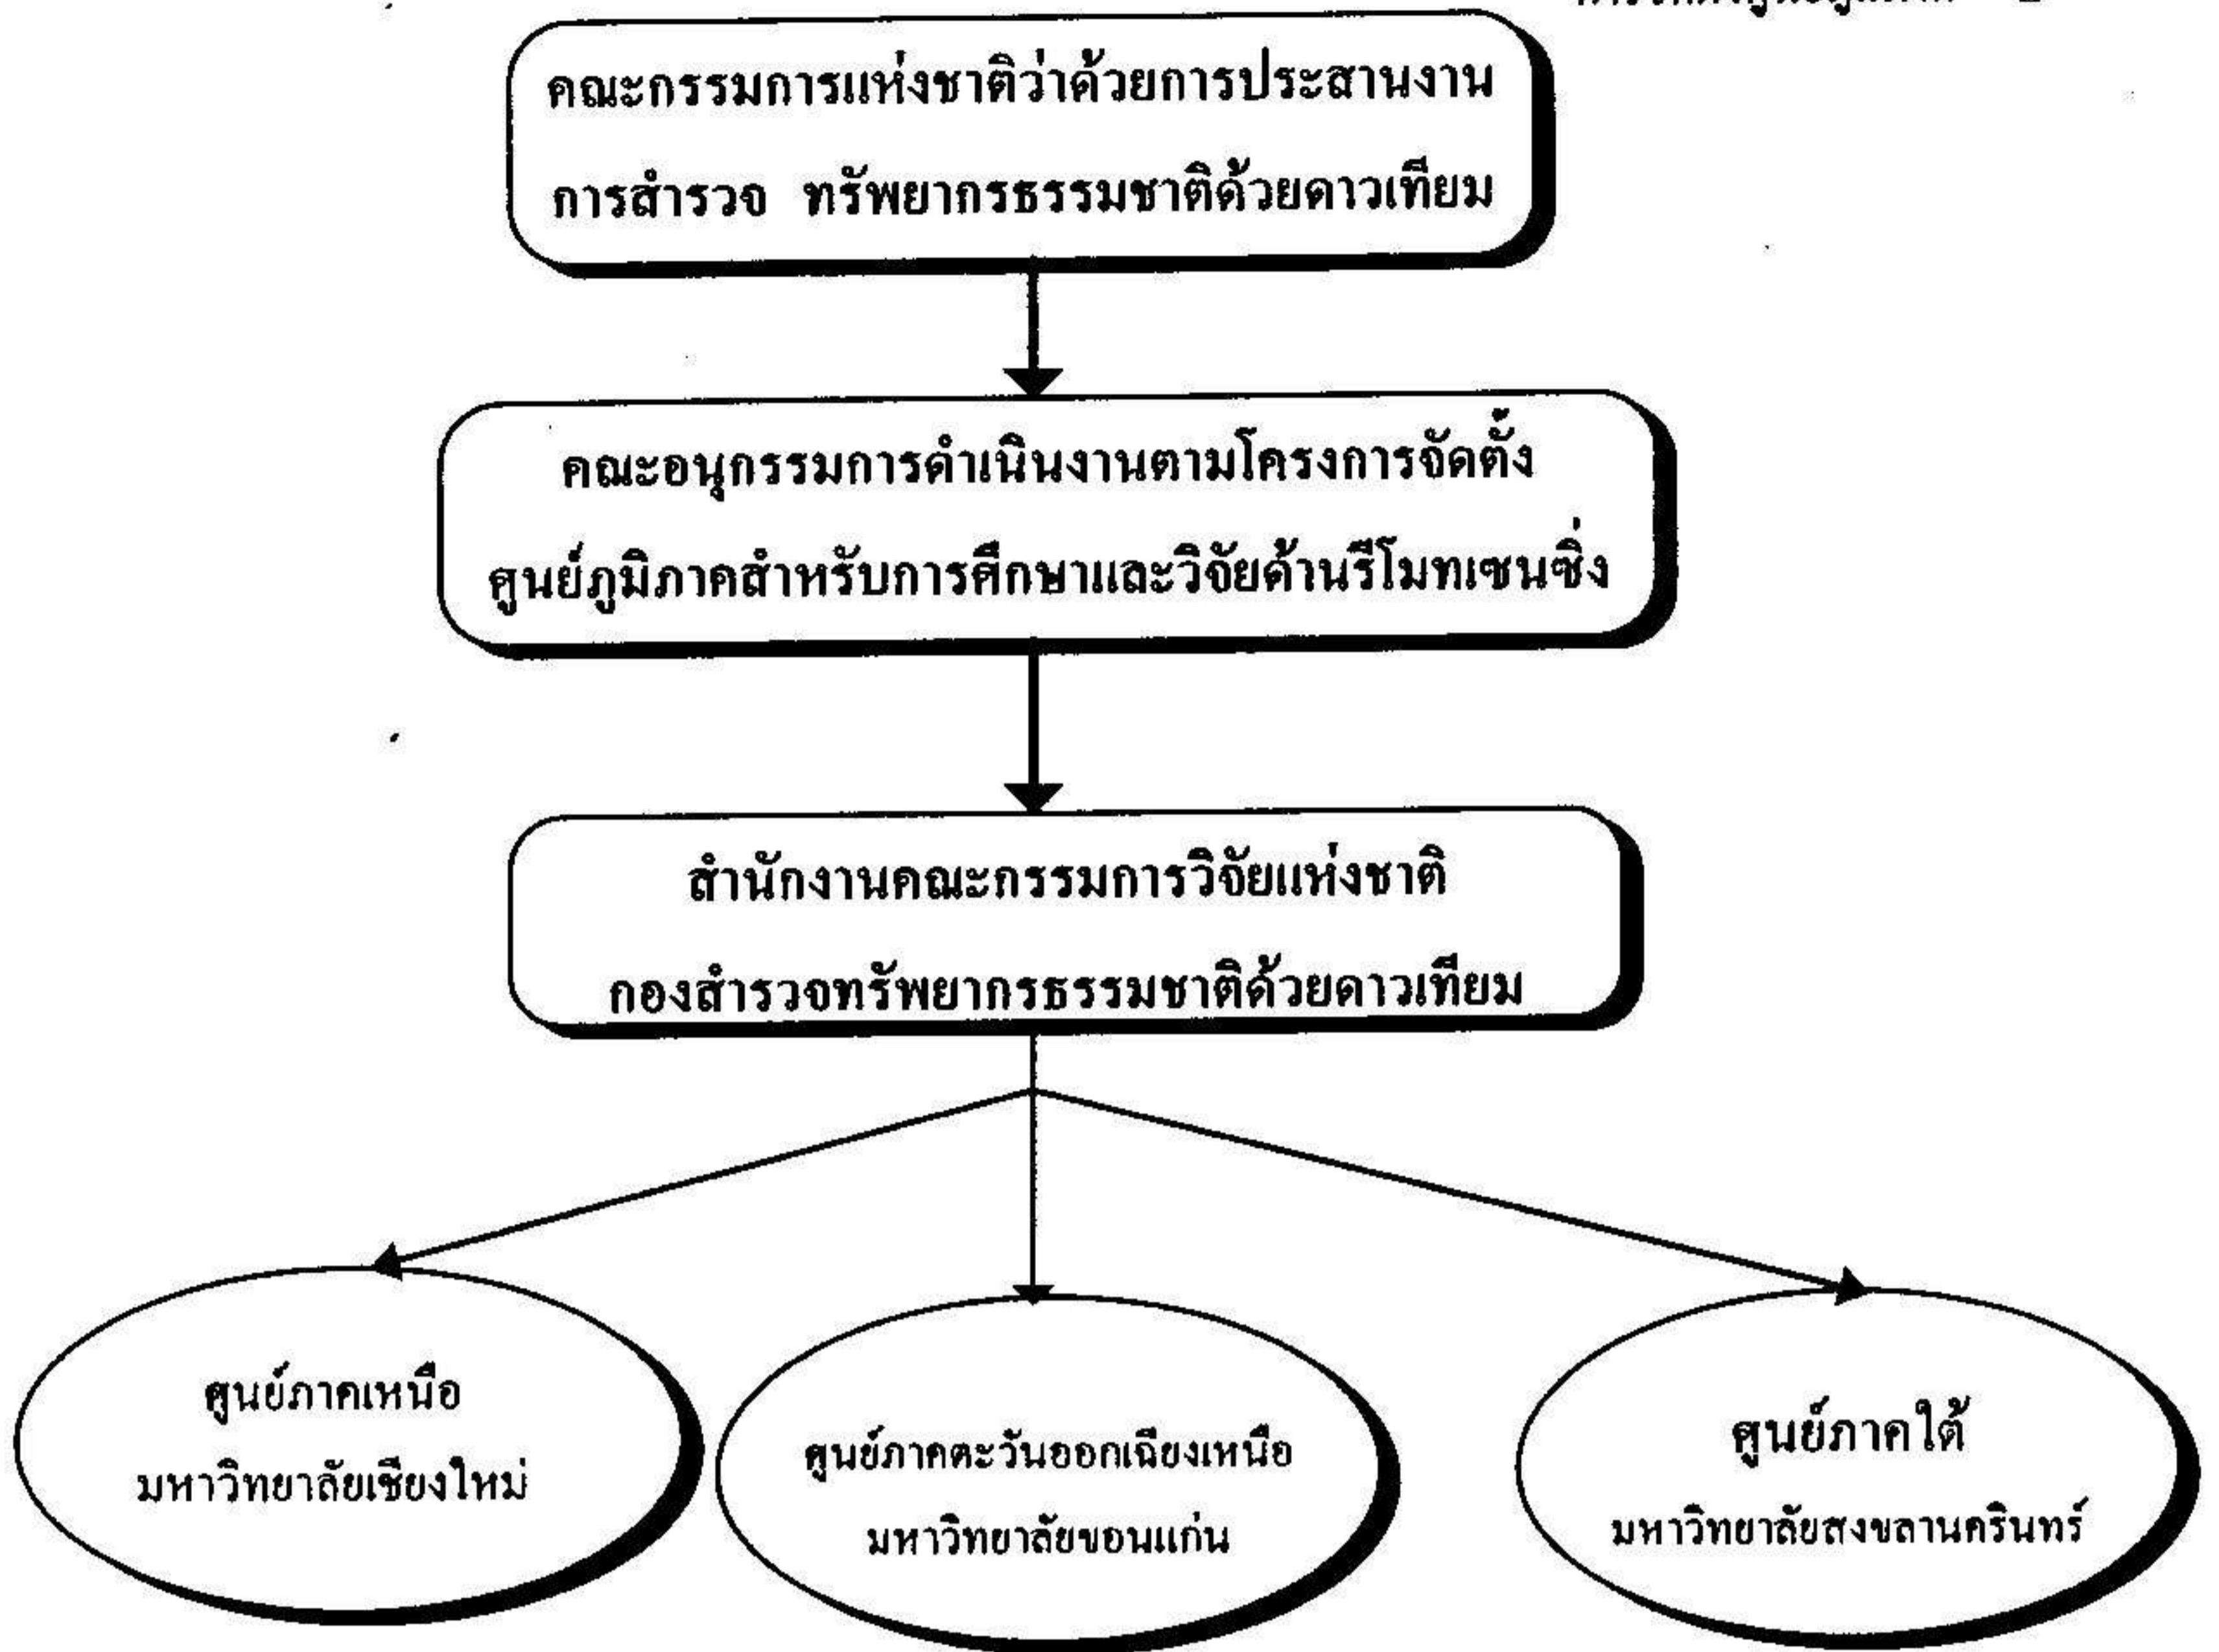 คณะกรรมการแห่งชาติว่าด้วยการประสานงาน
การสำรวจ ทรัพยากรธรรมชาติด้วยดาวเทียม
คณะอนุกรรมการดำเนินงานตามโครงการจัดตั้ง
ศูนย์ภูมิภาคสำหรับการศึกษาและวิจัยด้านรีโมทเซนซิ่ง
สำนักงานคณะกรรมการวิจัยแห่งชาติ
กองสำรวจทรัพยากรธรรมชาติด้วยดาวเทียม
ศูนย์ภาคเหนือ
มหาวิทยาลัยเชียงใหม่
ศูนย์ภาคตะวันออกเฉียงเหนือ
มหาวิทยาลัยขอนแก่น
ศูนย์ภาคใต้
มหาวิทยาลัยสงขลานครินทร์